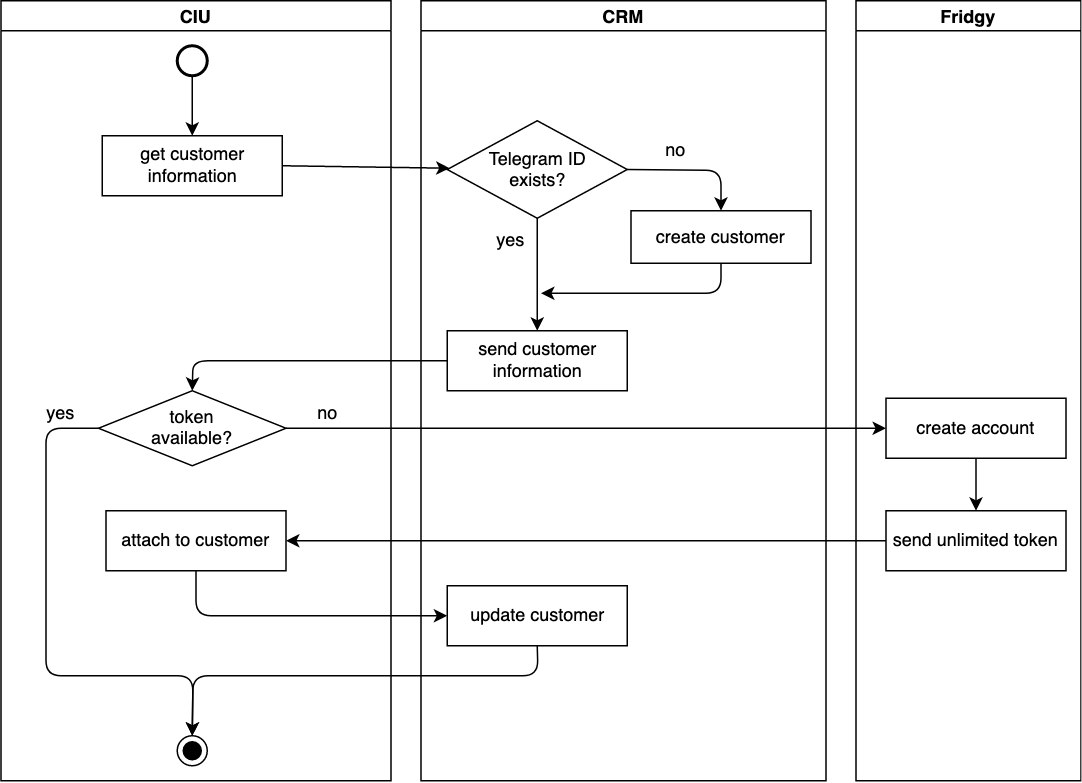 CIU
CRM
Fridgy
get customer
information
Telegram ID
exists?
no
yes
create customer
send customer
information
yes
token
available?
no
create account
attach to customer
send unlimited token
update customer